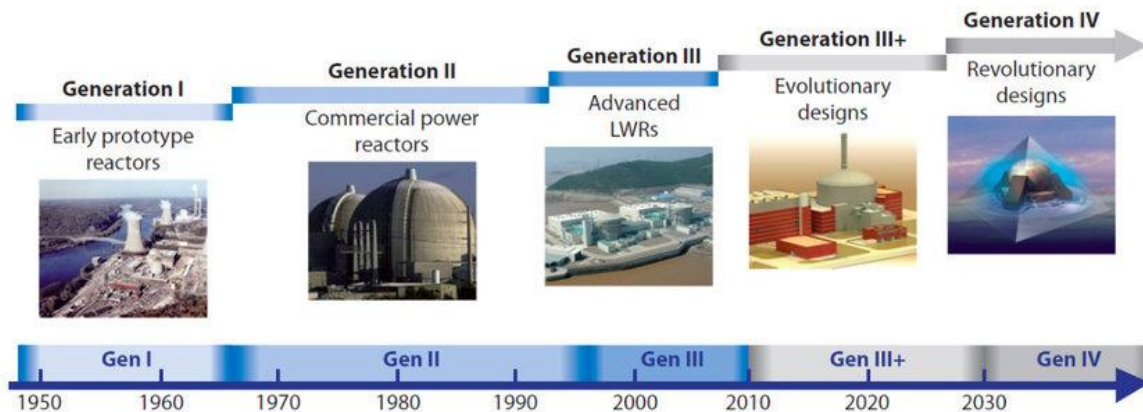 Generation I
Early prototype
reactors
Generation II
Commercial power
reactors
Generation III
Advanced
LWRs
Generation III+
Evolutionary
designs
Generation IV
Revolutionary
designs
Gen I
Gen II
Gen III
Gen III+
Gen IV
1950
1960
1970
1980
1990
2000
2010
2020
2030